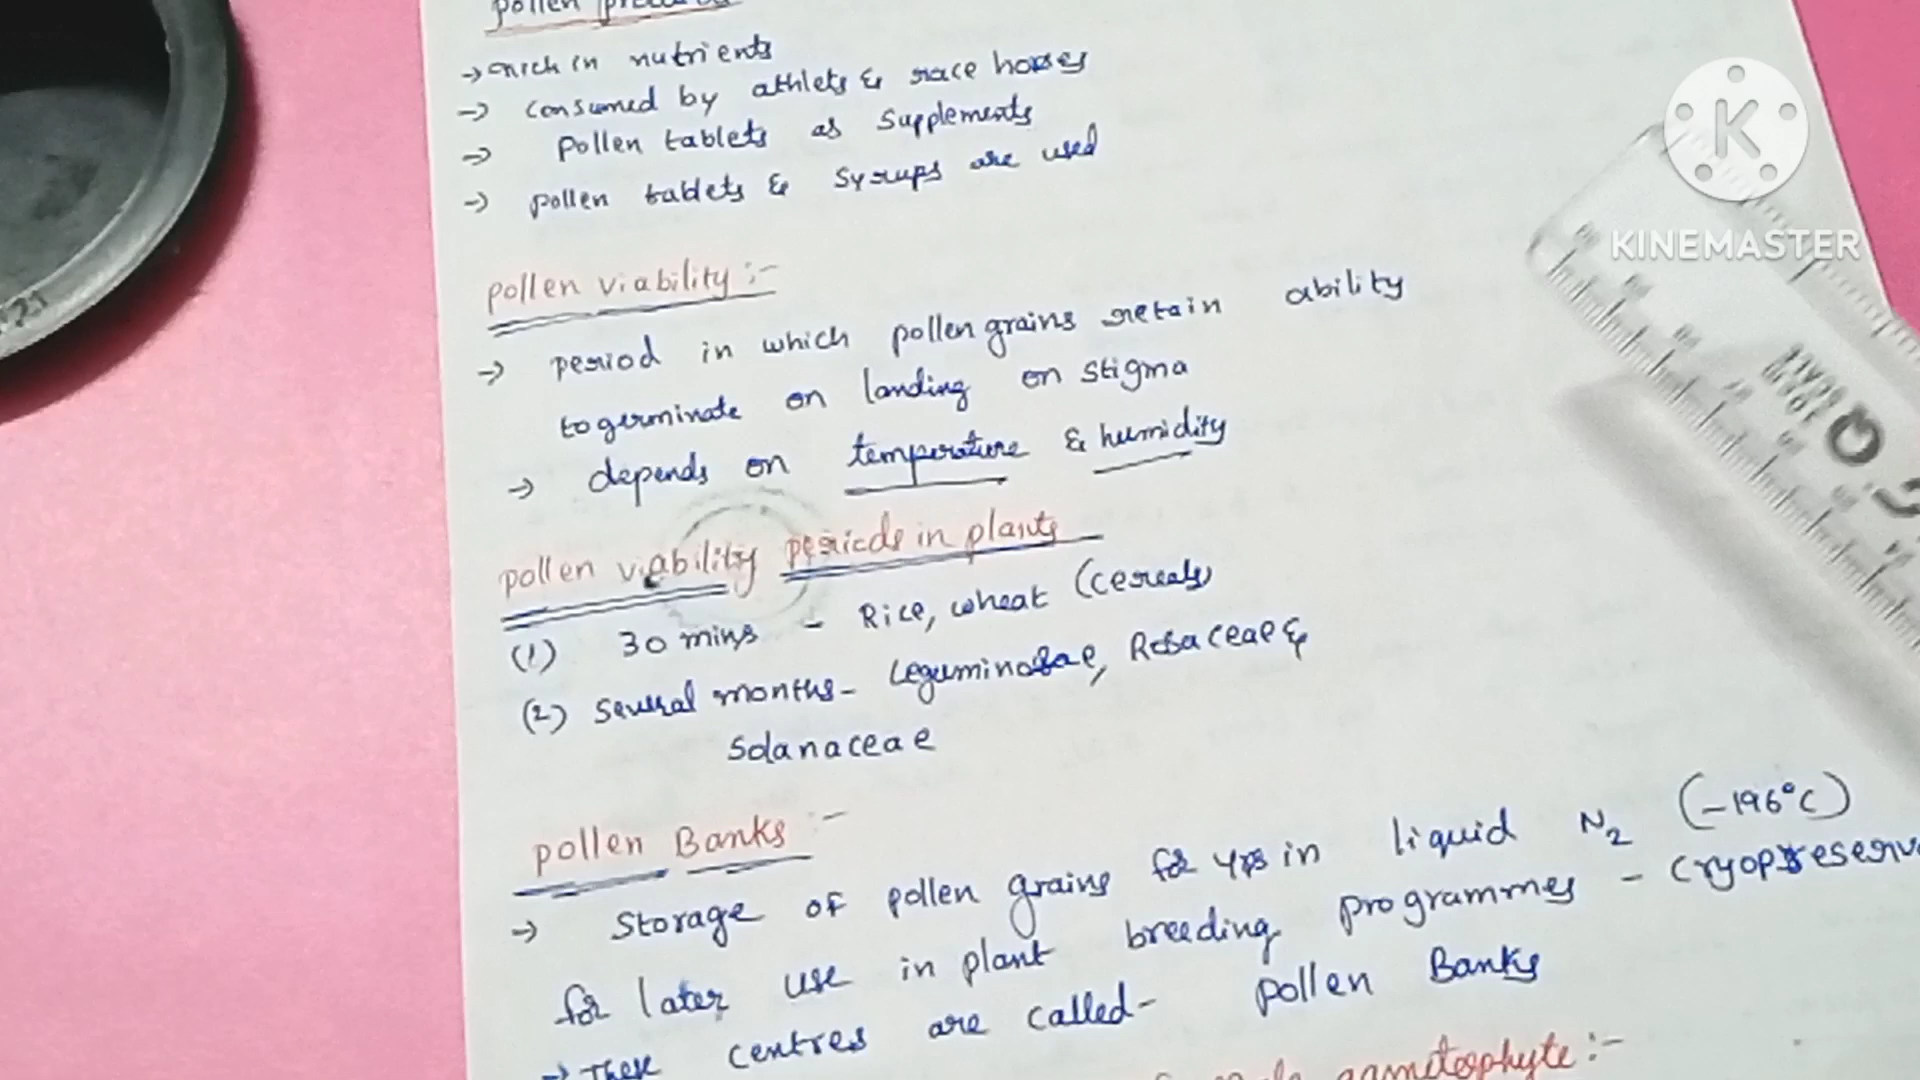 pollen
→ rich in nutrients
→ consumed by athlets & race horses
→ Pollen tablets as Supplements
→ pollen tablets & Syrups are used
pollen viability :-
→ period in which pollen grains retain ability
to germinate on landing on stigma
→ depends on temperature & humidity
pollen viability periods in plants
(1) 30 mins - Rice, wheat (cereals)
(2) several months - Leguminosae, Rosaceae &
Solanaceae
pollen Banks :-
→ Storage of pollen grains for yrs in liquid N2 (-196°C)
for later use in plant breeding programmes - cryopreserv
→ These centres are called - pollen Banks
gametophyte :-
K
KINEMASTER